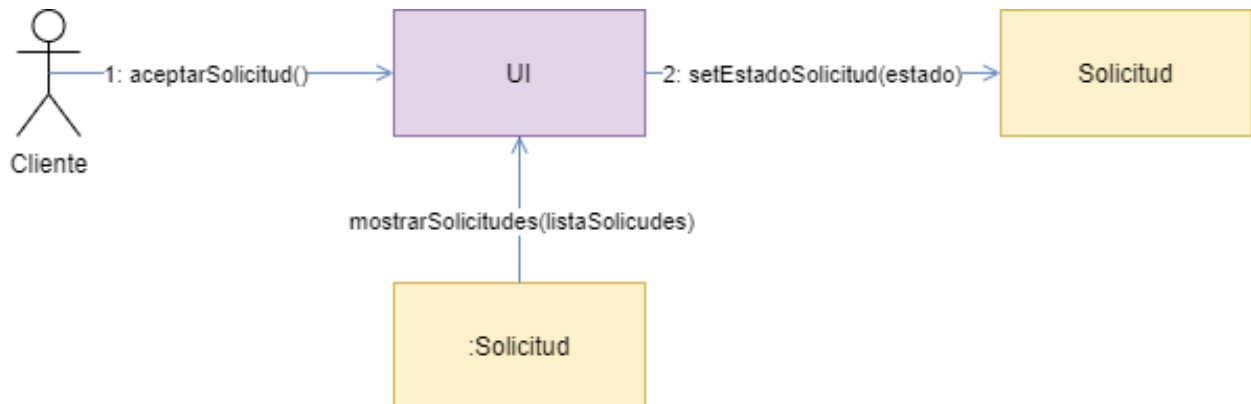 1: aceptarSolicitud()
UI
2: setEstadoSolicitud(estado)
Solicitud
Cliente
mostrarSolicitudes(listaSolicudes)
:Solicitud